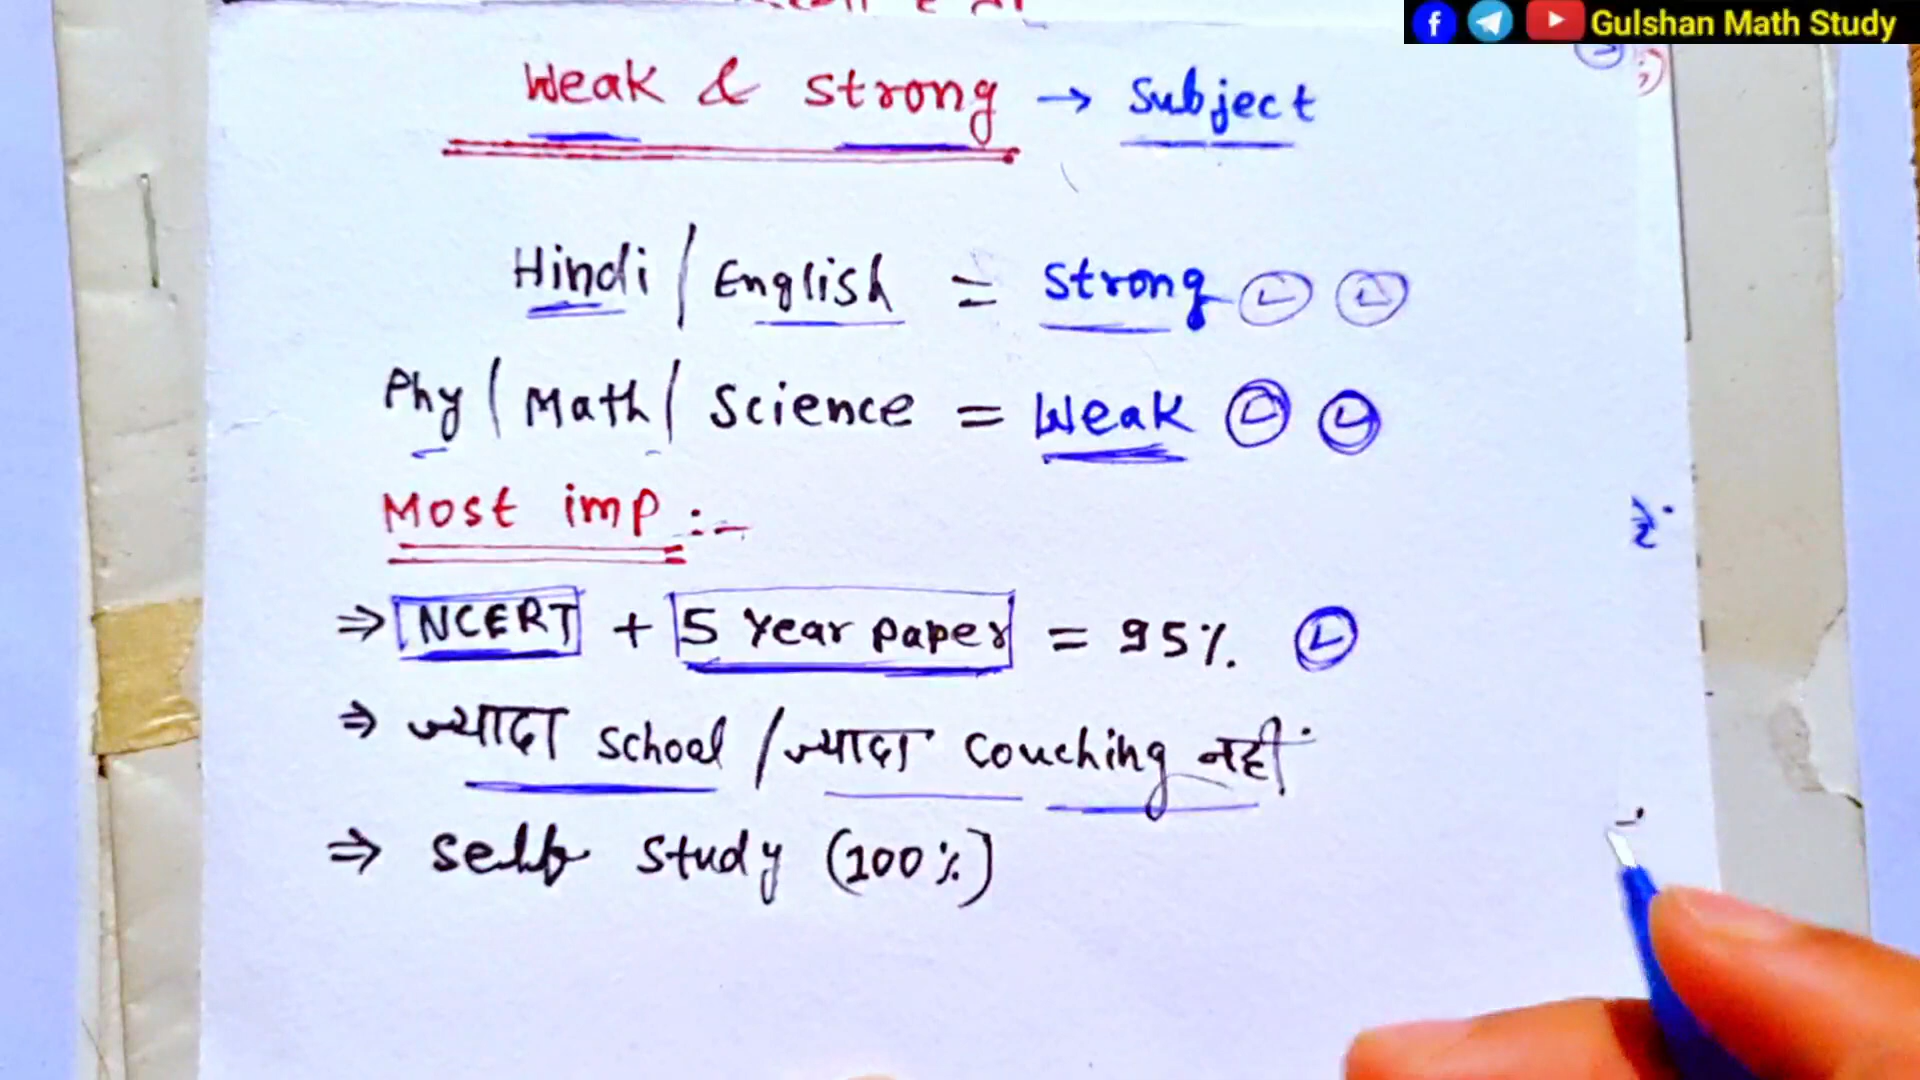 Gulshan Math Study
Weak & strong → Subject
Hindi / English = strong
Phy / Math / Science = Weak
Most imp :-
⇒ NCERT + 5 Year paper = 95%.
⇒ ज्यादा school / ज्यादा couching नहीं
⇒ self study (100%)